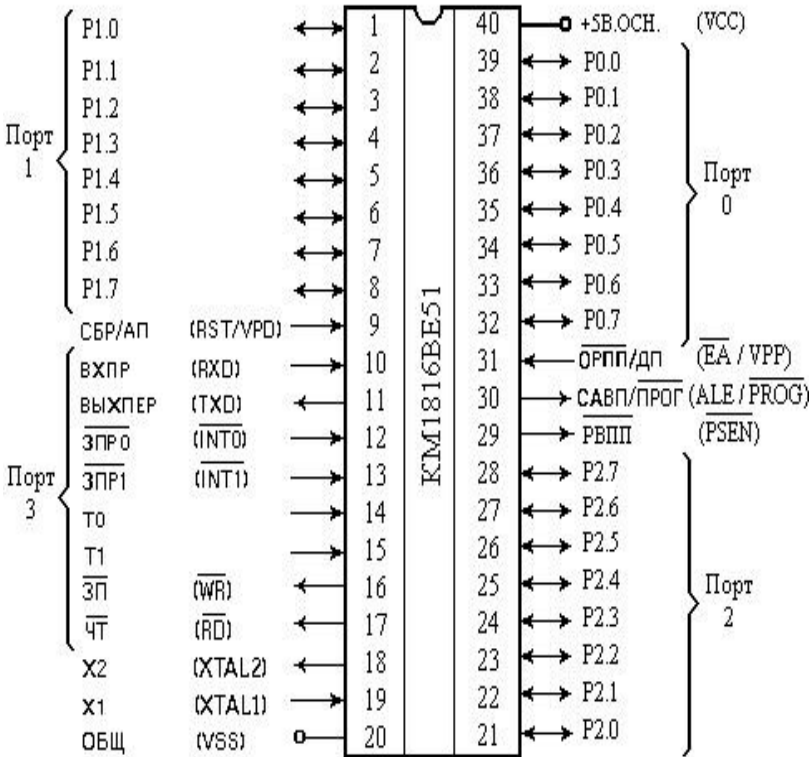 P1.0 1 40 +5В.ОСН. (VCC)
P1.1 2 39 P0.0
P1.2 3 38 P0.1
P1.3 4 37 P0.2
Порт 1
P1.4 5 36 P0.3
Порт 0
P1.5 6 35 P0.4
P1.6 7 34 P0.5
P1.7 8 33 P0.6
СБР/АП (RST/VPD) 9 32 P0.7
ВХПР (RXD) 10 31 ОРПП/ДП (EA / VPP)
ВЫХПЕР (TXD) 11 30 САВП/ПРОГ (ALE / PROG)
ЗПР0 (INT0) 12 29 РВПП (PSEN)
KM1816BE51
ЗПР1 (INT1) 13 28 P2.7
Порт 3
T0 14 27 P2.6
T1 15 26 P2.5
ЗП (WR) 16 25 P2.4
Порт 2
ЧТ (RD) 17 24 P2.3
X2 (XTAL2) 18 23 P2.2
X1 (XTAL1) 19 22 P2.1
ОБЩ (VSS) 20 21 P2.0